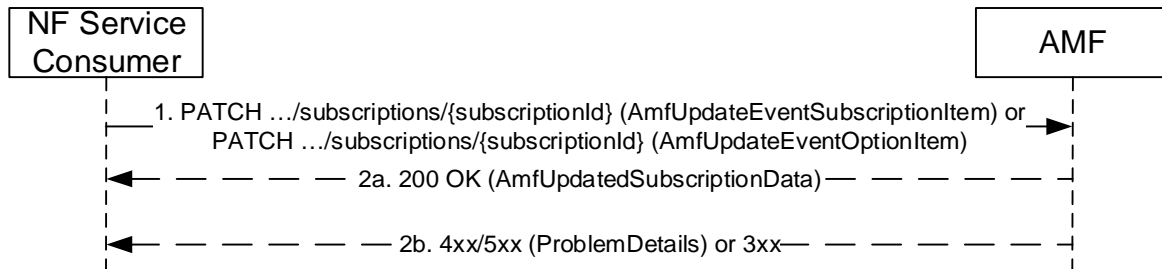 NF Service
Consumer
AMF
1. PATCH …/subscriptions/{subscriptionId} (AmfUpdateEventSubscriptionItem) or
PATCH …/subscriptions/{subscriptionId} (AmfUpdateEventOptionItem)
2a. 200 OK (AmfUpdatedSubscriptionData)
2b. 4xx/5xx (ProblemDetails) or 3xx